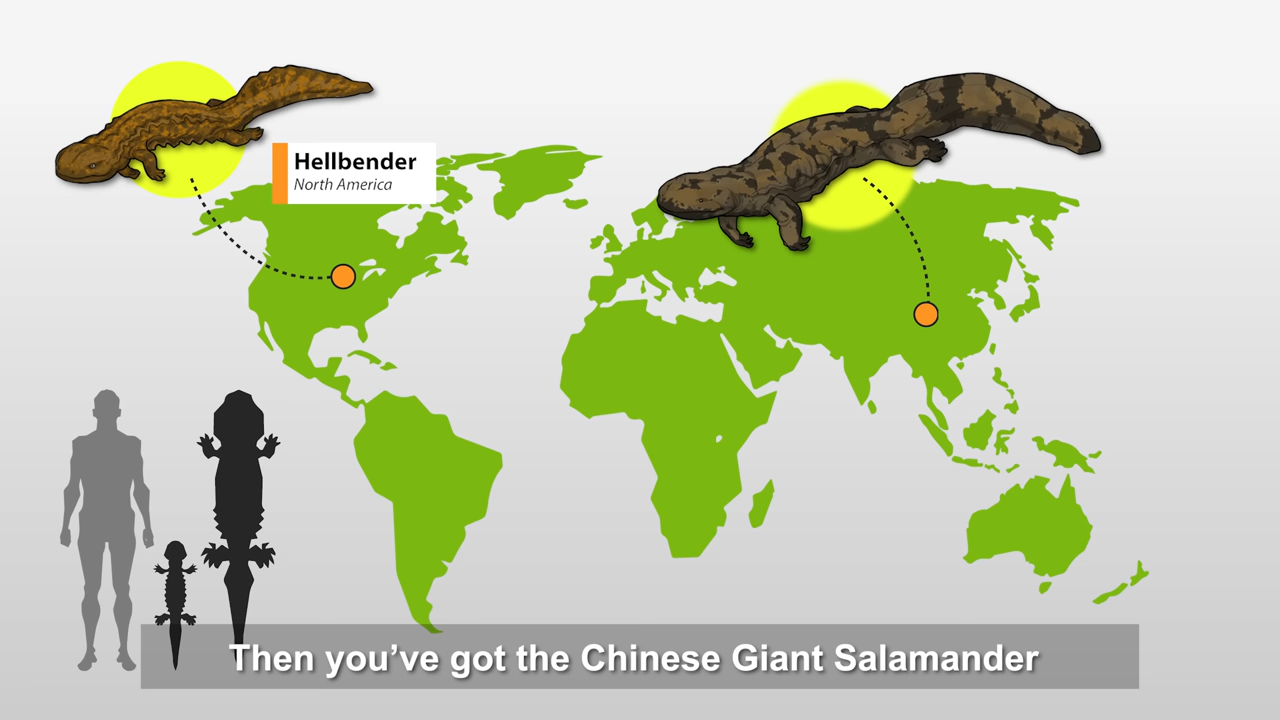 Hellbender
North America
Then you’ve got the Chinese Giant Salamander